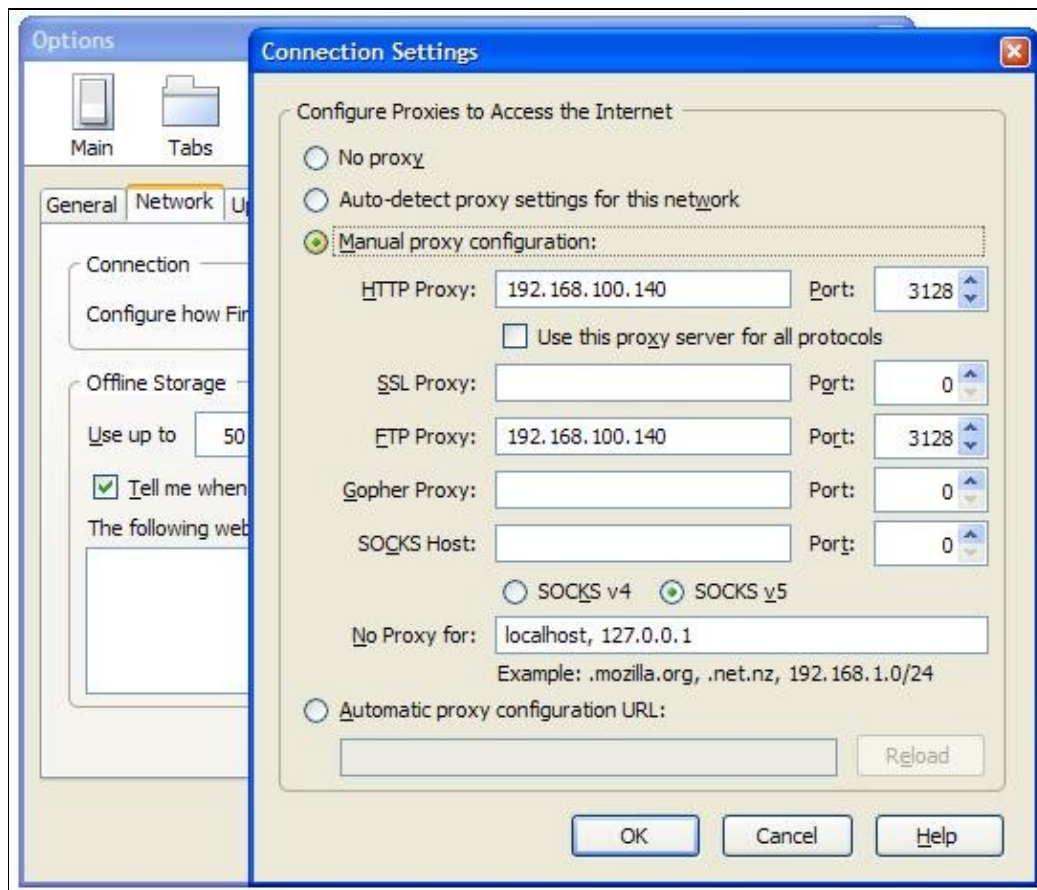 Options
Connection Settings
Main
Tabs
General
Network
Connection
Configure how
Offline Storage
Use up to 50
Tell me when
The following
Configure Proxies to Access the Internet
No proxy
Auto-detect proxy settings for this network
Manual proxy configuration:
HTTP Proxy: 192.168.100.140 Port: 3128
Use this proxy server for all protocols
SSL Proxy: Port: 0
FTP Proxy: 192.168.100.140 Port: 3128
Gopher Proxy: Port: 0
SOCKS Host: Port: 0
SOCKS v4 SOCKS v5
No Proxy for: localhost, 127.0.0.1
Example: .mozilla.org, .net.nz, 192.168.1.0/24
Automatic proxy configuration URL:
Reload
OK Cancel Help